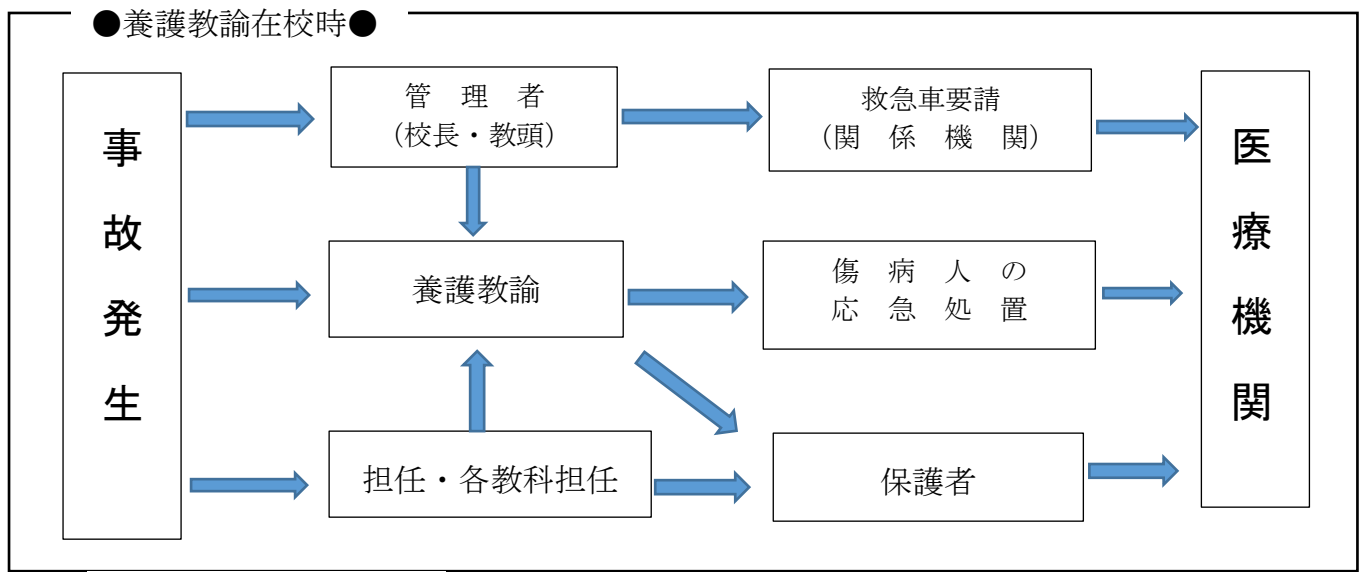 ●養護教諭在校時●
事故発生
管理者
(校長・教頭)
救急車要請
(関係機関)
医療機関
養護教諭
傷病人の
応急処置
担任・各教科担任
保護者